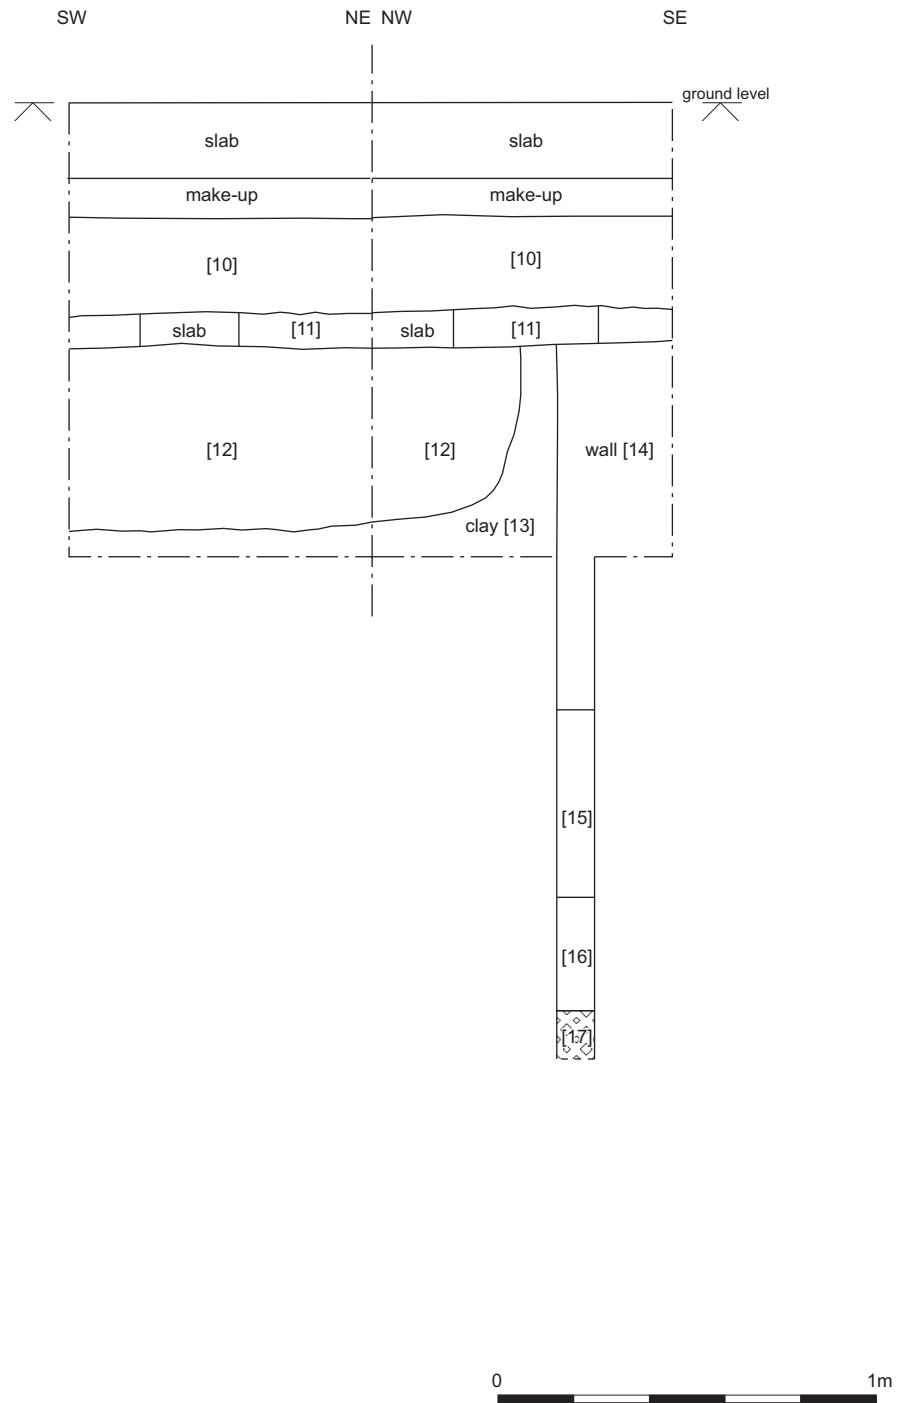 SW NE NW SE
ground level
slab slab
make-up make-up
[10] [10]
slab [11] slab [11]
[12] [12] wall [14]
clay [13]
[15]
[16]
[17]
0 1m